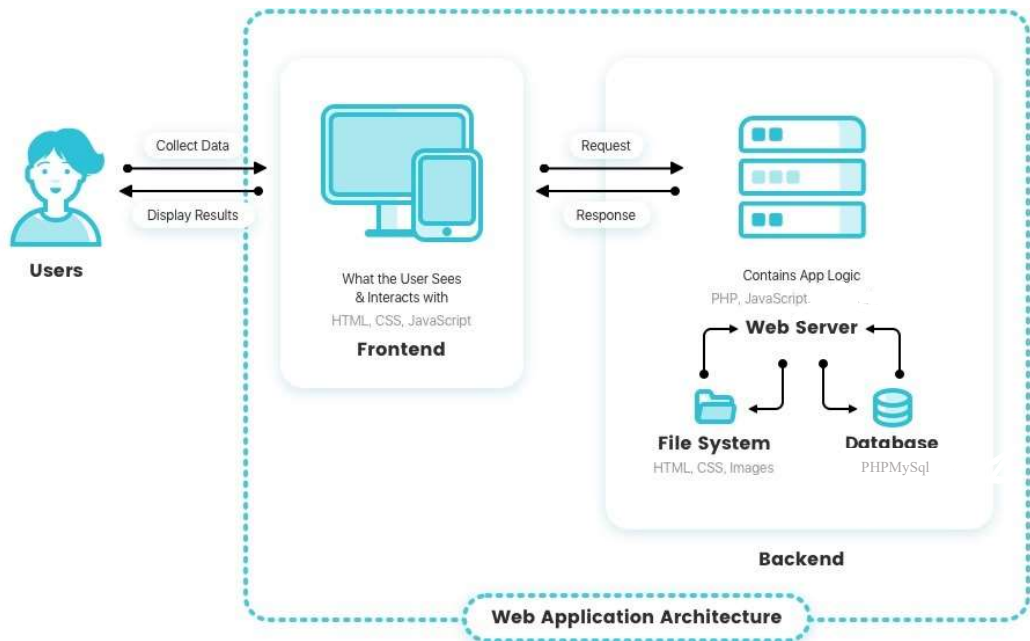 Collect Data
Display Results
Users
What the User Sees
& Interacts with
HTML, CSS, JavaScript
Frontend
Request
Response
Contains App Logic
PHP, JavaScript
Web Server
File System
HTML, CSS, Images
Database
PHPMySql
Backend
Web Application Architecture